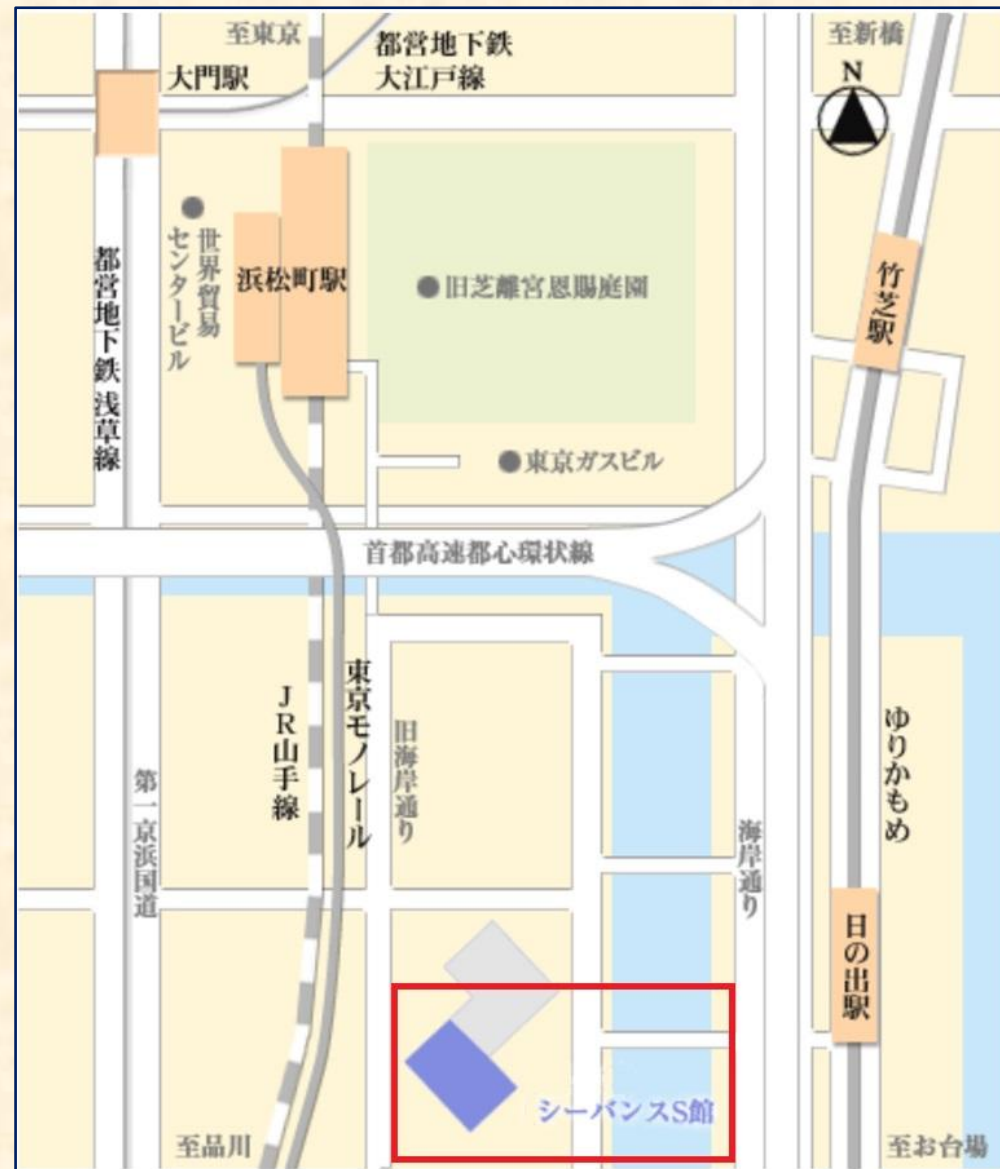 至東京
都営地下鉄
大江戸線
至新橋
大門駅
N
世界貿易
センタービル
浜松町駅
旧芝離宮恩賜庭園
竹芝駅
都営地下鉄 浅草線
東京ガスビル
首都高速都心環状線
JR山手線
東京モノレール
旧海岸通り
ゆりかもめ
第一京浜国道
海岸通り
日の出駅
シーバンスS館
至品川
至お台場